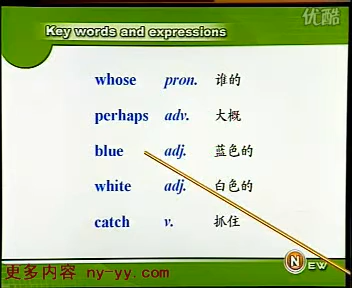 优酷
Key words and expressions
whose pron. 谁的
perhaps adv. 大概
blue adj. 蓝色的
white adj. 白色的
catch v. 抓住
NEW
更多内容 ny-yy.com